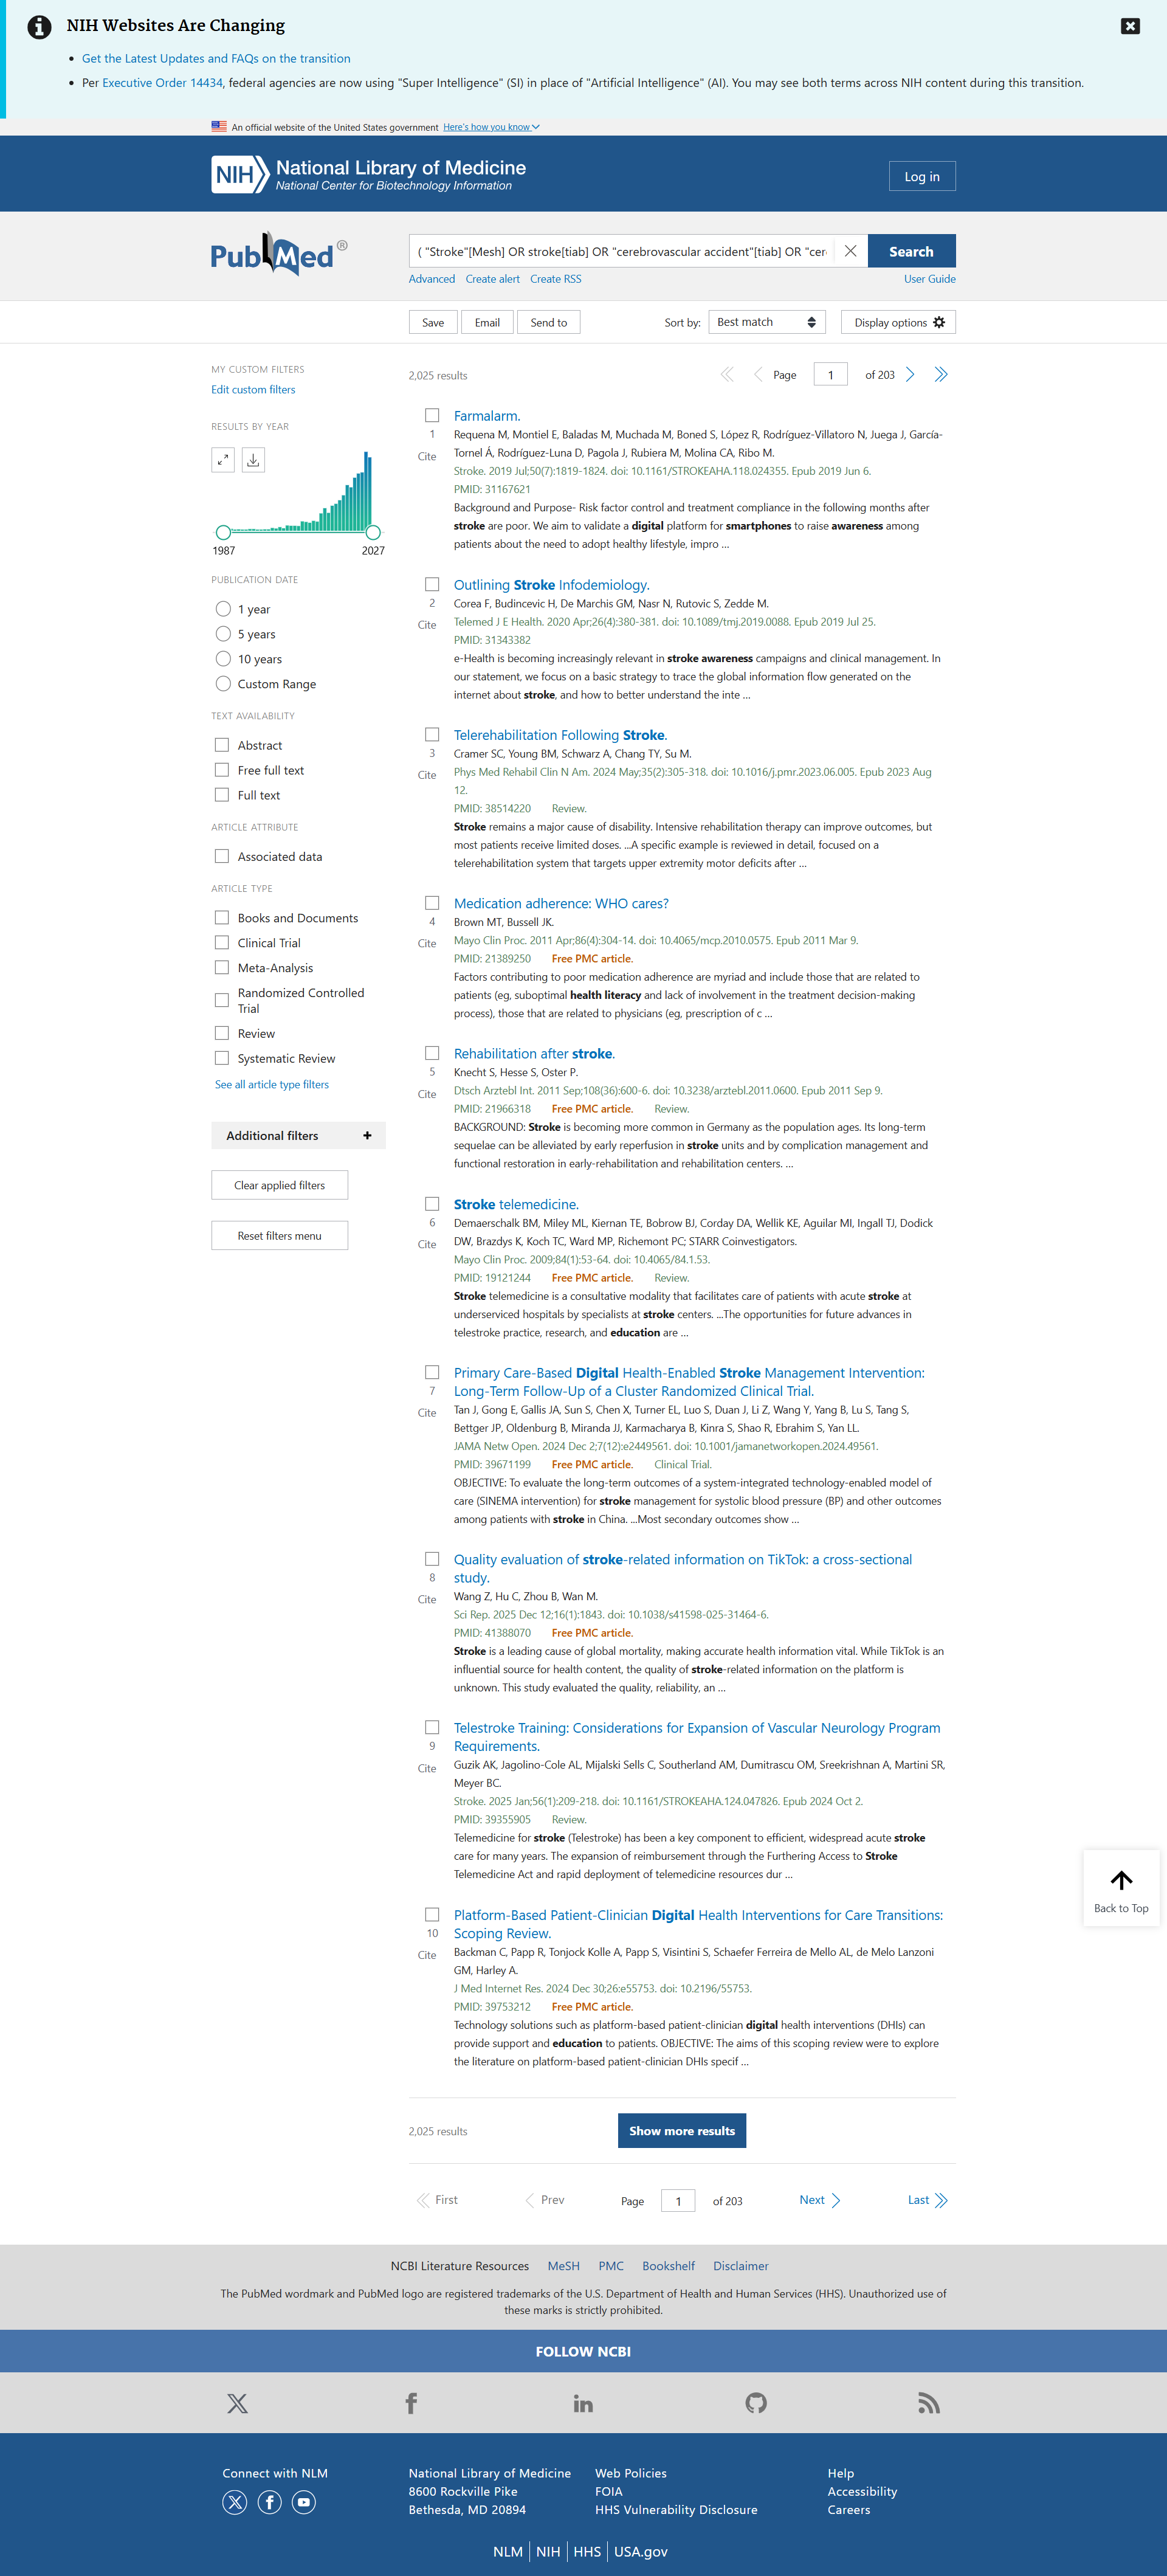 NIH Websites Are Changing
Get the Latest Updates and FAQs on the transition
Per Executive Order 14434, federal agencies are now using "Super Intelligence" (SI) in place of "Artificial Intelligence" (AI). You may see both terms across NIH content during this transition.
An official website of the United States government Here's how you know
NIH National Library of Medicine
National Center for Biotechnology Information
Log in
PubMed®
( "Stroke"[Mesh] OR stroke[tiab] OR "cerebrovascular accident"[tiab] OR "cer
Search
Advanced Create alert Create RSS User Guide
Save Email Send to Sort by: Best match Display options
MY CUSTOM FILTERS
Edit custom filters
RESULTS BY YEAR
1987 2027
PUBLICATION DATE
1 year
5 years
10 years
Custom Range
TEXT AVAILABILITY
Abstract
Free full text
Full text
ARTICLE ATTRIBUTE
Associated data
ARTICLE TYPE
Books and Documents
Clinical Trial
Meta-Analysis
Randomized Controlled
Trial
Review
Systematic Review
See all article type filters
Additional filters +
Clear applied filters
Reset filters menu
2,025 results Page 1 of 203
Farmalarm.
1
Cite
Requena M, Montiel E, Baladas M, Muchada M, Boned S, López R, Rodríguez-Villatoro N, Juega J, García-
Tornel Á, Rodríguez-Luna D, Pagola J, Rubiera M, Molina CA, Ribo M.
Stroke. 2019 Jul;50(7):1819-1824. doi: 10.1161/STROKEAHA.118.024355. Epub 2019 Jun 6.
PMID: 31167621
Background and Purpose- Risk factor control and treatment compliance in the following months after
stroke are poor. We aim to validate a digital platform for smartphones to raise awareness among
patients about the need to adopt healthy lifestyle, impro ...
Outlining Stroke Infodemiology.
2
Cite
Corea F, Budincevic H, De Marchis GM, Nasr N, Rutovic S, Zedde M.
Telemed J E Health. 2020 Apr;26(4):380-381. doi: 10.1089/tmj.2019.0088. Epub 2019 Jul 25.
PMID: 31343382
e-Health is becoming increasingly relevant in stroke awareness campaigns and clinical management. In
our statement, we focus on a basic strategy to trace the global information flow generated on the
internet about stroke, and how to better understand the inte ...
Telerehabilitation Following Stroke.
3
Cite
Cramer SC, Young BM, Schwarz A, Chang TY, Su M.
Phys Med Rehabil Clin N Am. 2024 May;35(2):305-318. doi: 10.1016/j.pmr.2023.06.005. Epub 2023 Aug
12.
PMID: 38514220 Review.
Stroke remains a major cause of disability. Intensive rehabilitation therapy can improve outcomes, but
most patients receive limited doses. ...A specific example is reviewed in detail, focused on a
telerehabilitation system that targets upper extremity motor deficits after ...
Medication adherence: WHO cares?
4
Cite
Brown MT, Bussell JK.
Mayo Clin Proc. 2011 Apr;86(4):304-14. doi: 10.4065/mcp.2010.0575. Epub 2011 Mar 9.
PMID: 21389250 Free PMC article.
Factors contributing to poor medication adherence are myriad and include those that are related to
patients (eg, suboptimal health literacy and lack of involvement in the treatment decision-making
process), those that are related to physicians (eg, prescription of c ...
Rehabilitation after stroke.
5
Cite
Knecht S, Hesse S, Oster P.
Dtsch Arztebl Int. 2011 Sep;108(36):600-6. doi: 10.3238/arztebl.2011.0600. Epub 2011 Sep 9.
PMID: 21966318 Free PMC article. Review.
BACKGROUND: Stroke is becoming more common in Germany as the population ages. Its long-term
sequelae can be alleviated by early reperfusion in stroke units and by complication management and
functional restoration in early-rehabilitation and rehabilitation centers. ...
Stroke telemedicine.
6
Cite
Demaerschalk BM, Miley ML, Kiernan TE, Bobrow BJ, Corday DA, Wellik KE, Aguilar MI, Ingall TJ, Dodick
DW, Brazdys K, Koch TC, Ward MP, Richemont PC; STARR Coinvestigators.
Mayo Clin Proc. 2009;84(1):53-64. doi: 10.4065/84.1.53.
PMID: 19121244 Free PMC article. Review.
Stroke telemedicine is a consultative modality that facilitates care of patients with acute stroke at
underserviced hospitals by specialists at stroke centers. ...The opportunities for future advances in
telestroke practice, research, and education are ...
Primary Care-Based Digital Health-Enabled Stroke Management Intervention:
Long-Term Follow-Up of a Cluster Randomized Clinical Trial.
7
Cite
Tan J, Gong E, Gallis JA, Sun S, Chen X, Turner EL, Luo S, Duan J, Li Z, Wang Y, Yang B, Lu S, Tang S,
Bettger JP, Oldenburg B, Miranda JJ, Karmacharya B, Kinra S, Shao R, Ebrahim S, Yan LL.
JAMA Netw Open. 2024 Dec 2;7(12):e2449561. doi: 10.1001/jamanetworkopen.2024.49561.
PMID: 39671199 Free PMC article. Clinical Trial.
OBJECTIVE: To evaluate the long-term outcomes of a system-integrated technology-enabled model of
care (SINEMA intervention) for stroke management for systolic blood pressure (BP) and other outcomes
among patients with stroke in China. ...Most secondary outcomes show ...
Quality evaluation of stroke-related information on TikTok: a cross-sectional
study.
8
Cite
Wang Z, Hu C, Zhou B, Wan M.
Sci Rep. 2025 Dec 12;16(1):1843. doi: 10.1038/s41598-025-31464-6.
PMID: 41388070 Free PMC article.
Stroke is a leading cause of global mortality, making accurate health information vital. While TikTok is an
influential source for health content, the quality of stroke-related information on the platform is
unknown. This study evaluated the quality, reliability, an ...
Telestroke Training: Considerations for Expansion of Vascular Neurology Program
Requirements.
9
Cite
Guzik AK, Jagolino-Cole AL, Mijalski Sells C, Southerland AM, Dumitrascu OM, Sreekrishnan A, Martini SR,
Meyer BC.
Stroke. 2025 Jan;56(1):209-218. doi: 10.1161/STROKEAHA.124.047826. Epub 2024 Oct 2.
PMID: 39355905 Review.
Telemedicine for stroke (Telestroke) has been a key component to efficient, widespread acute stroke
care for many years. The expansion of reimbursement through the Furthering Access to Stroke
Telemedicine Act and rapid deployment of telemedicine resources dur ...
Platform-Based Patient-Clinician Digital Health Interventions for Care Transitions:
Scoping Review.
10
Cite
Backman C, Papp R, Tonjock Kolle A, Papp S, Visintini S, Schaefer Ferreira de Mello AL, de Melo Lanzoni
GM, Harley A.
J Med Internet Res. 2024 Dec 30;26:e55753. doi: 10.2196/55753.
PMID: 39753212 Free PMC article.
Technology solutions such as platform-based patient-clinician digital health interventions (DHIs) can
provide support and education to patients. OBJECTIVE: The aims of this scoping review were to explore
the literature on platform-based patient-clinician DHIs specif ...
Back to Top
2,025 results Show more results
First Prev Page 1 of 203 Next Last
NCBI Literature Resources MeSH PMC Bookshelf Disclaimer
The PubMed wordmark and PubMed logo are registered trademarks of the U.S. Department of Health and Human Services (HHS). Unauthorized use of
these marks is strictly prohibited.
FOLLOW NCBI
Connect with NLM
National Library of Medicine
8600 Rockville Pike
Bethesda, MD 20894
Web Policies
FOIA
HHS Vulnerability Disclosure
Help
Accessibility
Careers
NLM NIH HHS USA.gov